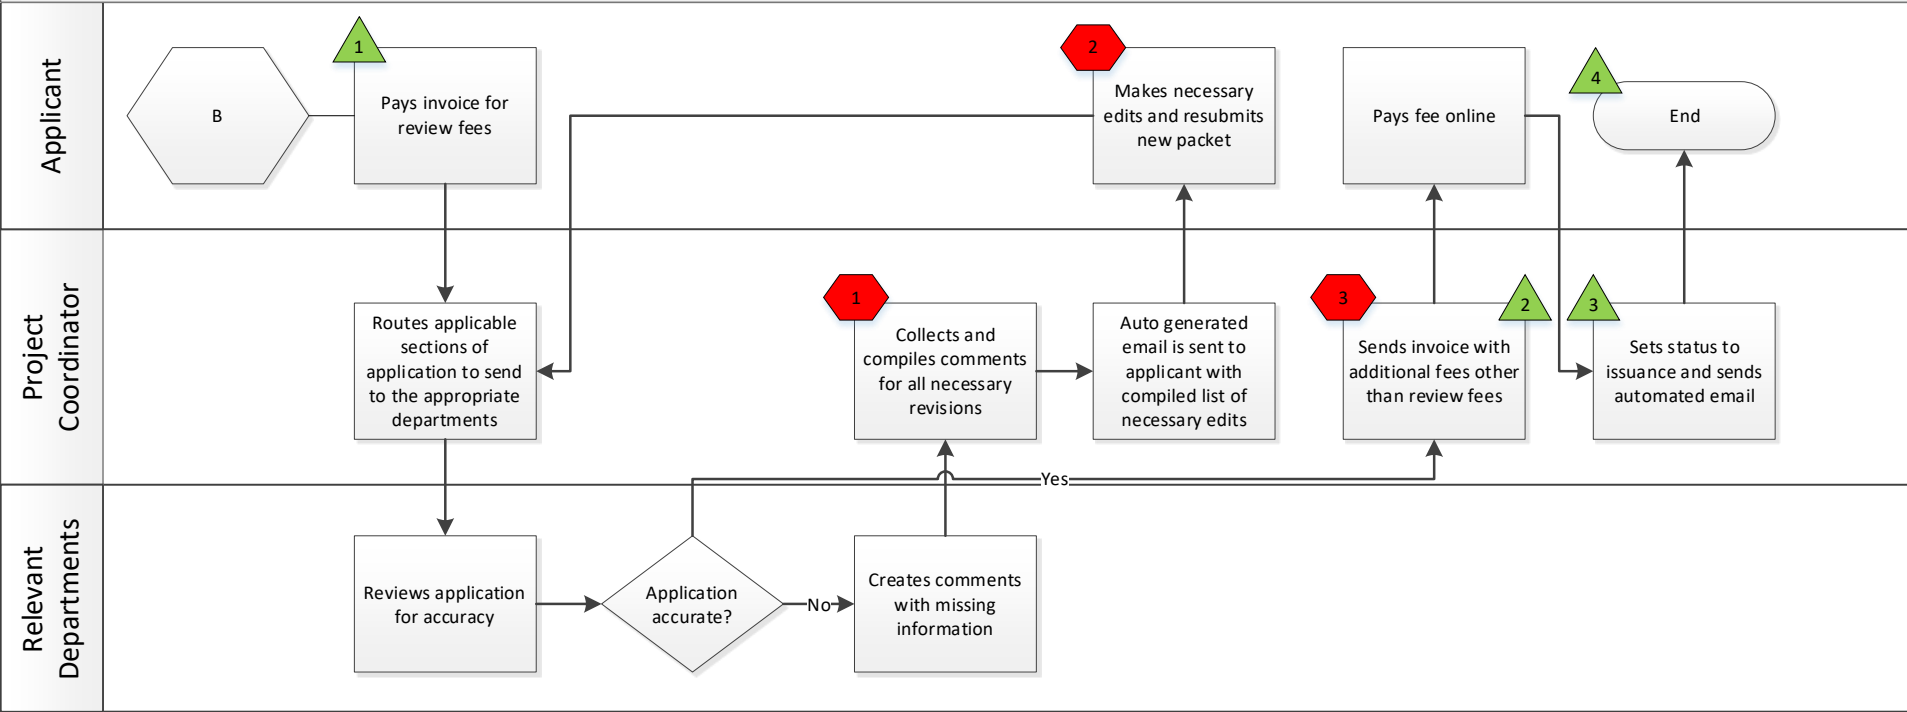 Applicant
B
1
Pays invoice for
review fees
2
Makes necessary
edits and resubmits
new packet
Pays fee online
4
End
Project
Coordinator
Routes applicable
sections of
application to send
to the appropriate
departments
1
Collects and
compiles comments
for all necessary
revisions
Auto generated
email is sent to
applicant with
compiled list of
necessary edits
3
2
Sends invoice with
additional fees other
than review fees
3
Sets status to
issuance and sends
automated email
Yes
Relevant
Departments
Reviews application
for accuracy
Application
accurate?
No
Creates comments
with missing
information